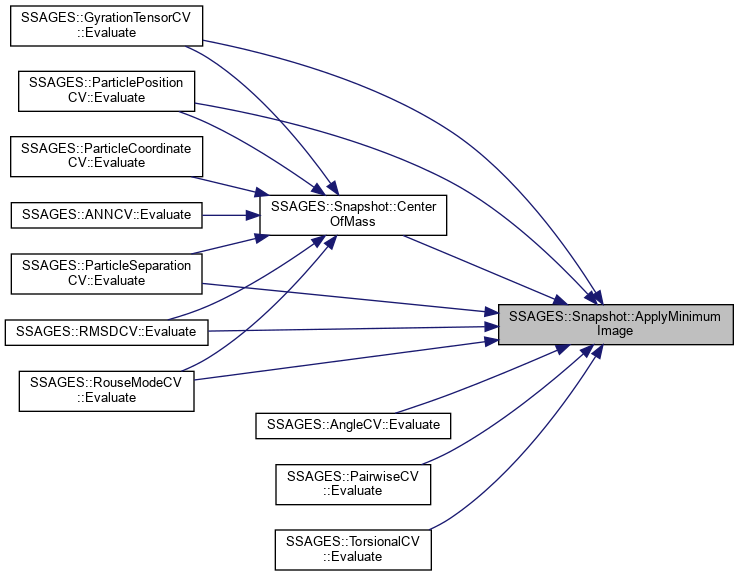 SSAGES::GyrationTensorCV
::Evaluate
SSAGES::ParticlePosition
CV::Evaluate
SSAGES::ParticleCoordinate
CV::Evaluate
SSAGES::ANNCV::Evaluate
SSAGES::ParticleSeparation
CV::Evaluate
SSAGES::RMSDCV::Evaluate
SSAGES::RouseModeCV
::Evaluate
SSAGES::Snapshot::Center
OfMass
SSAGES::Snapshot::ApplyMinimum
Image
SSAGES::AngleCV::Evaluate
SSAGES::PairwiseCV
::Evaluate
SSAGES::TorsionalCV
::Evaluate